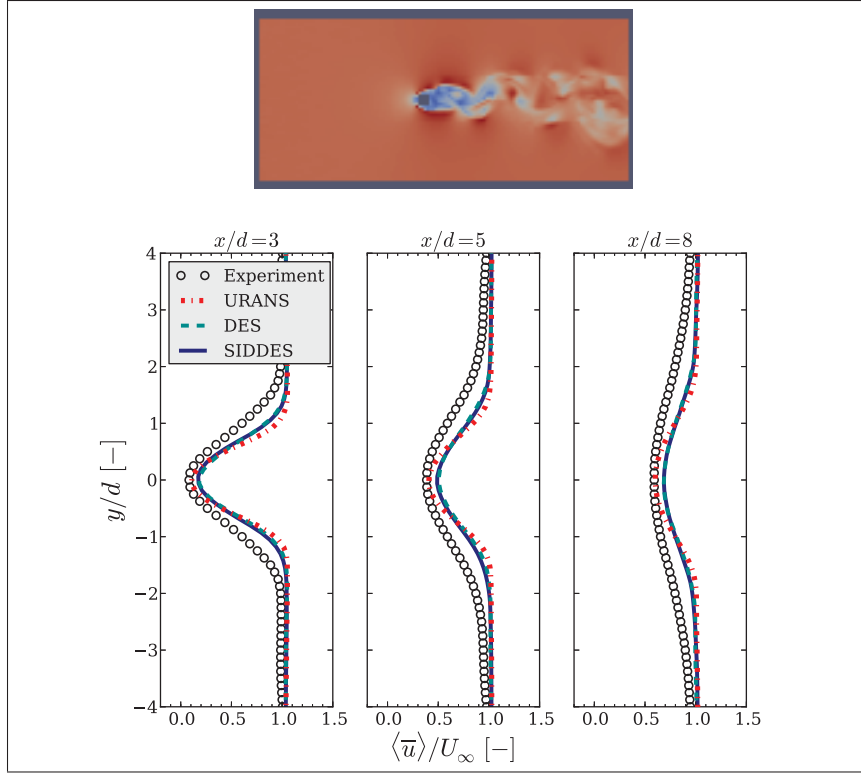 x/d=3 x/d=5 x/d=8
4
3
2
1
0
−1
−2
−3
−4
y/d [−]
Experiment
URANS
DES
SIDDES
0.0 0.5 1.0 1.5 0.0 0.5 1.0 1.5 0.0 0.5 1.0 1.5
⟨u̅⟩/U∞ [−]